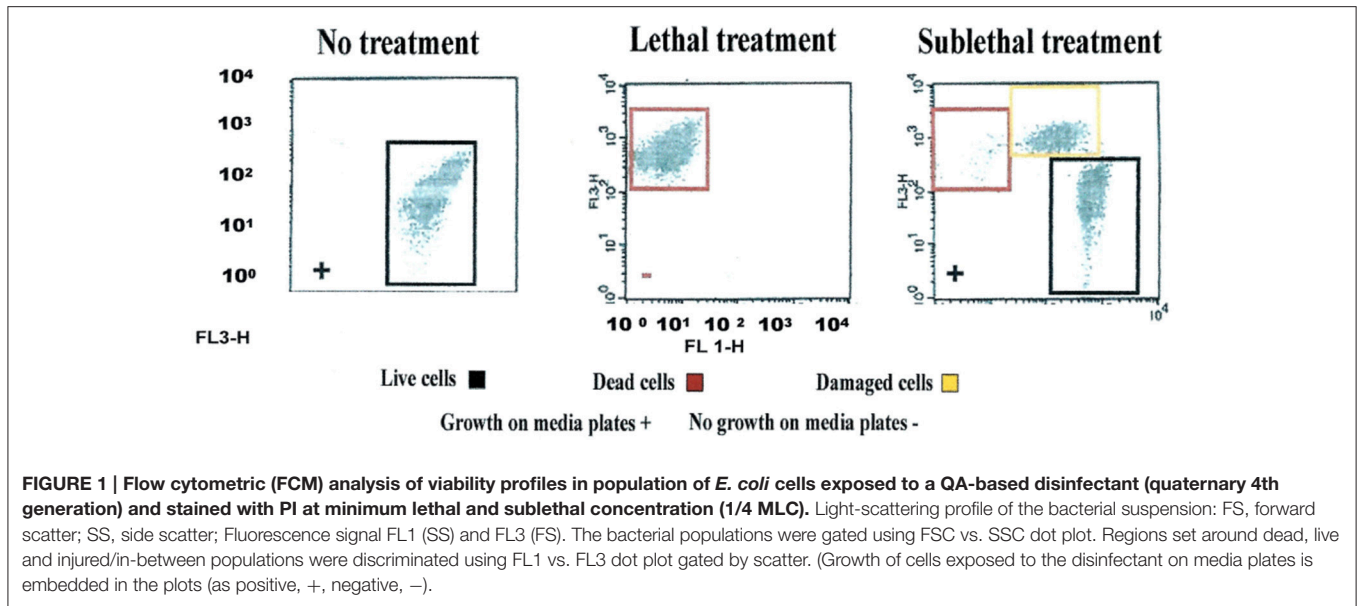 No treatment
Lethal treatment
Sublethal treatment
10⁴
10³
10²
10¹
10⁰
+
FL3-H
10⁴
10³
10²
10¹
10⁰
FL3-H
-
10⁰ 10¹ 10² 10³ 10⁴
FL 1-H
10⁴
10³
10²
10¹
10⁰
FL3-H
+
10⁴
Live cells
Dead cells
Damaged cells
Growth on media plates + No growth on media plates -
FIGURE 1 | Flow cytometric (FCM) analysis of viability profiles in population of E. coli cells exposed to a QA-based disinfectant (quaternary 4th
generation) and stained with PI at minimum lethal and sublethal concentration (1/4 MLC). Light-scattering profile of the bacterial suspension: FS, forward
scatter; SS, side scatter; Fluorescence signal FL1 (SS) and FL3 (FS). The bacterial populations were gated using FSC vs. SSC dot plot. Regions set around dead, live
and injured/in-between populations were discriminated using FL1 vs. FL3 dot plot gated by scatter. (Growth of cells exposed to the disinfectant on media plates is
embedded in the plots (as positive, +, negative, −).